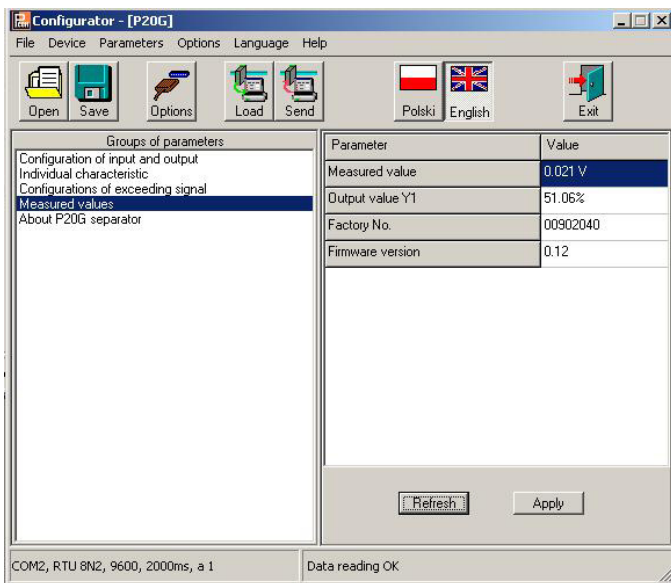 Configurator - [P20G]
File Device Parameters Options Language Help
Open Save Options Load Send Polski English Exit
Groups of parameters
Configuration of input and output
Individual characteristic
Configurations of exceeding signal
Measured values
About P20G separator
Parameter Value
Measured value 0.021 V
Output value Y1 51.06%
Factory No. 00902040
Firmware version 0.12
Refresh Apply
COM2, RTU 8N2, 9600, 2000ms, a 1 Data reading OK